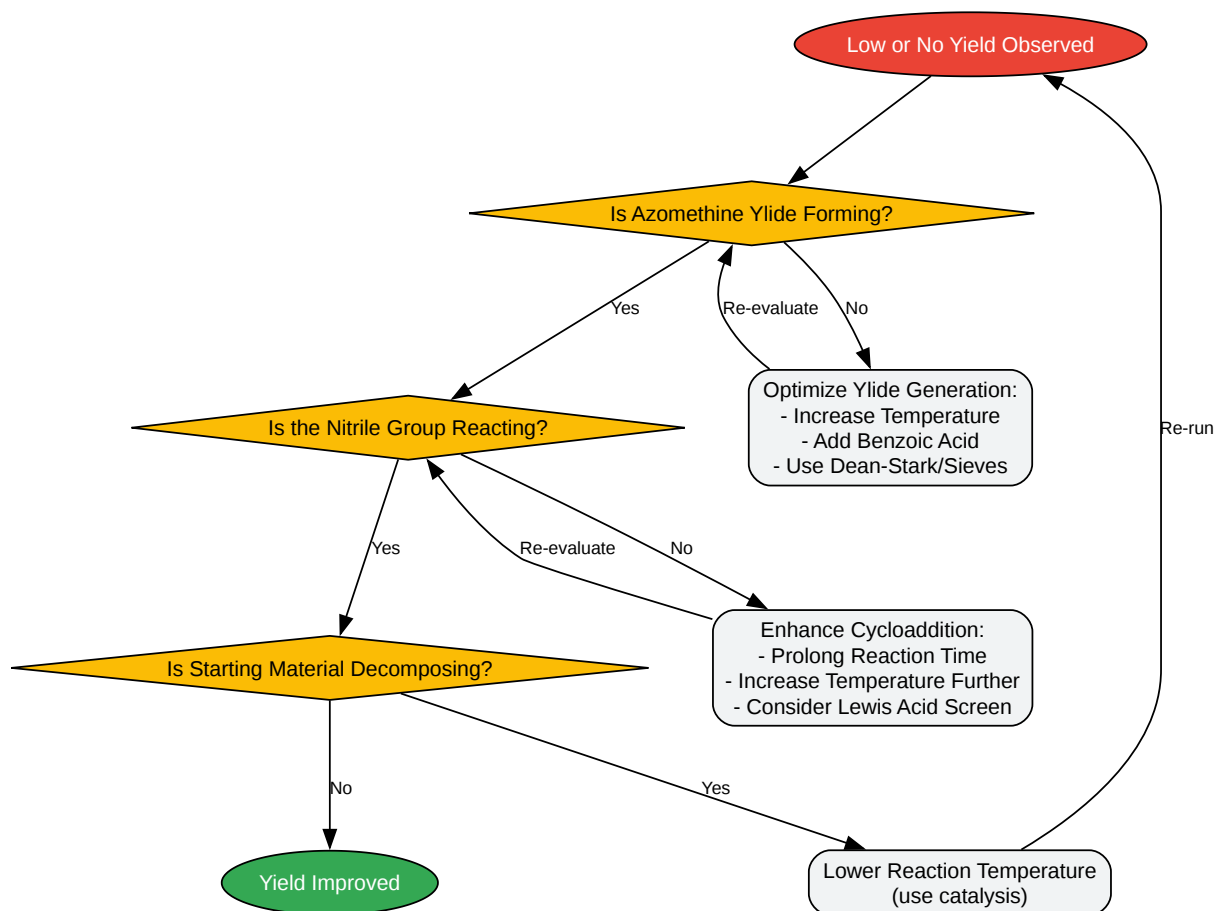 Low or No Yield Observed
Is Azomethine Ylide Forming?
Yes
Re-evaluate
No
Optimize Ylide Generation:
- Increase Temperature
- Add Benzoic Acid
- Use Dean-Stark/Sieves
Is the Nitrile Group Reacting?
Re-run
Yes
Re-evaluate
No
Enhance Cycloaddition:
- Prolong Reaction Time
- Increase Temperature Further
- Consider Lewis Acid Screen
Is Starting Material Decomposing?
No
Yes
Yield Improved
Lower Reaction Temperature
(use catalysis)